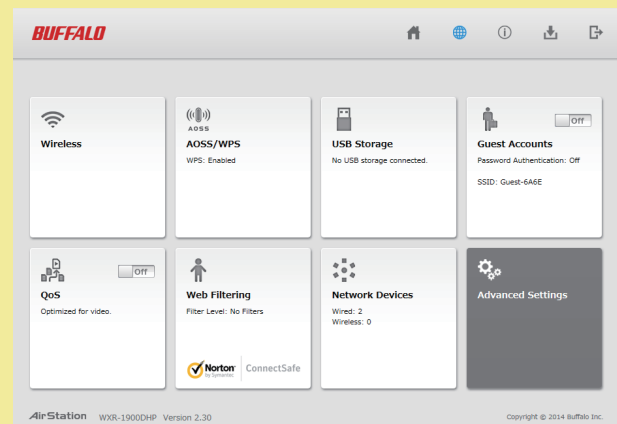 BUFFALO
Wireless
AOSS
AOSS/WPS
WPS: Enabled
USB Storage
No USB storage connected.
Off
Guest Accounts
Password Authentication: Off
SSID: Guest-6A6E
Off
QoS
Optimized for video.
Web Filtering
Filter Level: No Filters
Norton by Symantec ConnectSafe
Network Devices
Wired: 2
Wireless: 0
Advanced Settings
AirStation WXR-1900DHP Version 2.30
Copyright © 2014 Buffalo Inc.